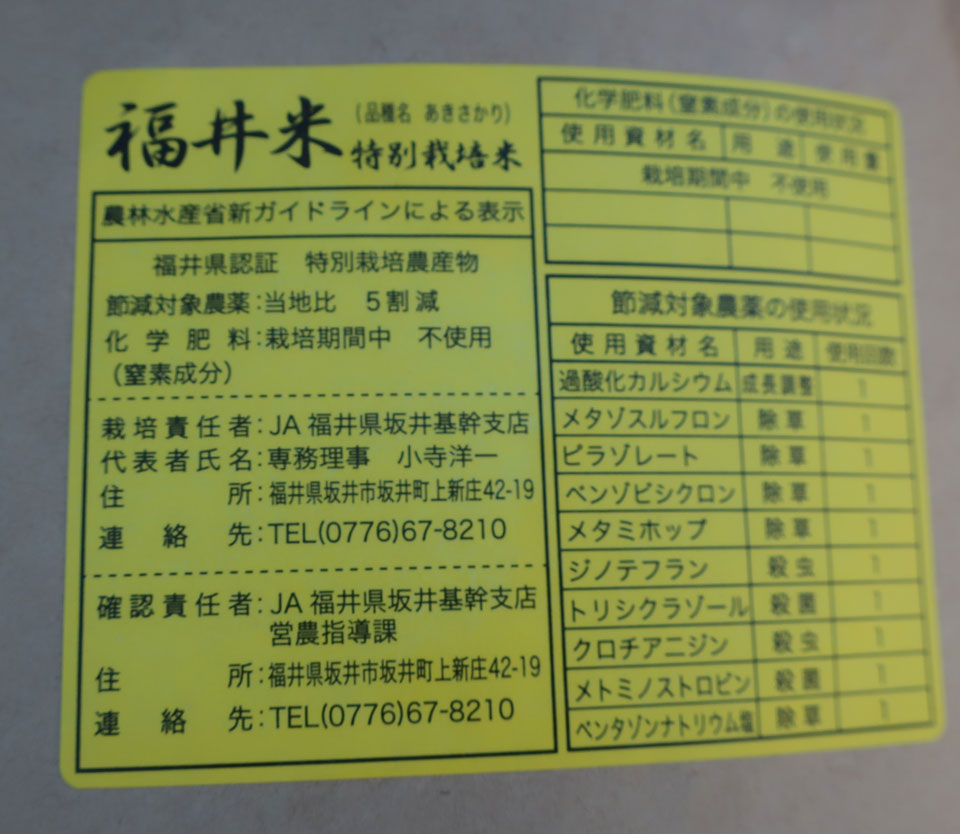 福井米
（品種名　あきさかり）
特別栽培米
農林水産省新ガイドラインによる表示
福井県認証　特別栽培農産物
節減対象農薬：当地比　5割減
化学肥料：栽培期間中　不使用
（窒素成分）
栽培責任者：JA福井県坂井基幹支店
代表者氏名：専務理事　小寺洋一
住所：福井県坂井市坂井町上新庄42-19
連絡先：TEL(0776)67-8210
確認責任者：JA福井県坂井基幹支店
営農指導課
住所：福井県坂井市坂井町上新庄42-19
連絡先：TEL(0776)67-8210
化学肥料（窒素成分）の使用状況
使用資材名　用途　使用量
栽培期間中　不使用
節減対象農薬の使用状況
使用資材名　用途　使用回数
過酸化カルシウム　成長調整　1
メタゾスルフロン　除草　1
ピラゾレート　除草　1
ベンゾビシクロン　除草　1
メタミホップ　除草　1
ジノテフラン　殺虫　1
トリシクラゾール　殺菌　1
クロチアニジン　殺虫　1
メトミノストロビン　殺菌　1
ベンタゾンナトリウム塩　除草　1